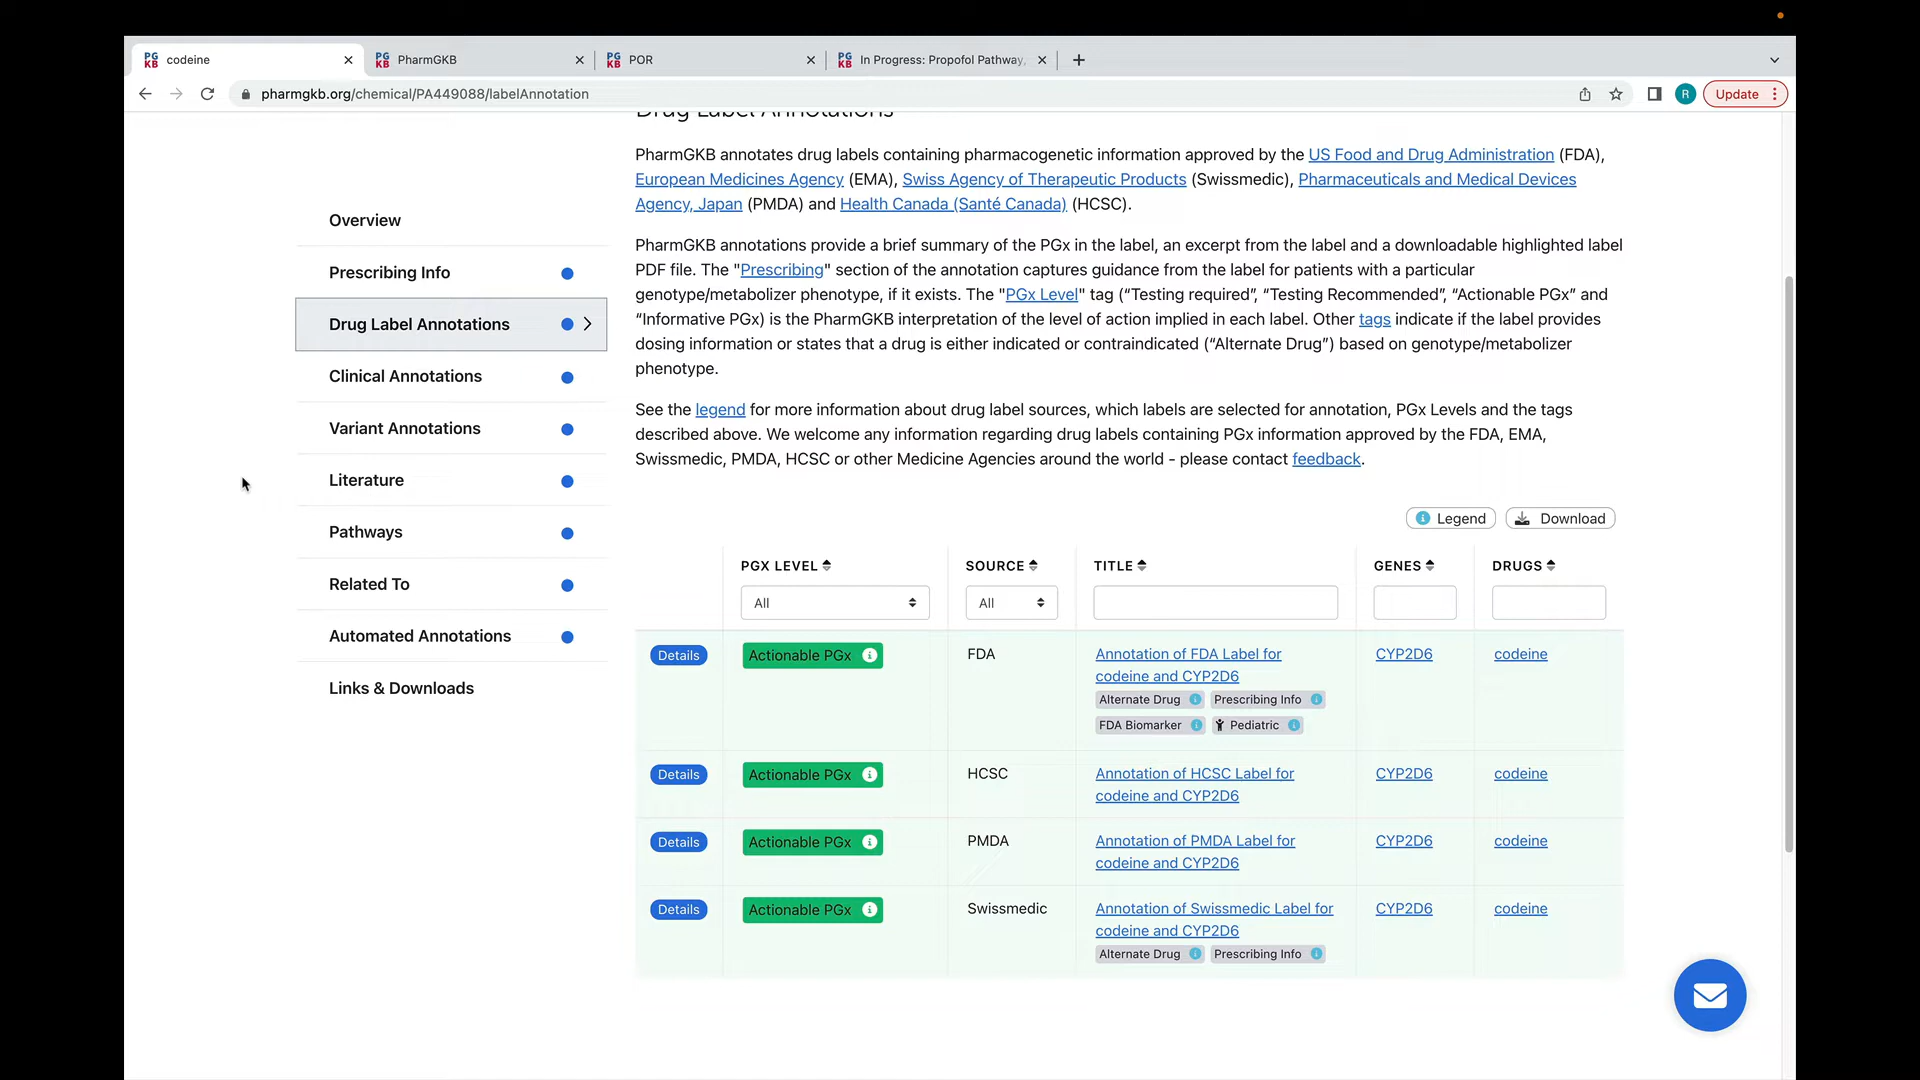 PG KB codeine
PG KB PharmGKB
PG KB POR
PG KB In Progress: Propofol Pathway,
pharmgkb.org/chemical/PA449088/labelAnnotation
R
Update
Drug Label Annotations
PharmGKB annotates drug labels containing pharmacogenetic information approved by the US Food and Drug Administration (FDA),
European Medicines Agency (EMA), Swiss Agency of Therapeutic Products (Swissmedic), Pharmaceuticals and Medical Devices
Agency, Japan (PMDA) and Health Canada (Santé Canada) (HCSC).
PharmGKB annotations provide a brief summary of the PGx in the label, an excerpt from the label and a downloadable highlighted label
PDF file. The "Prescribing" section of the annotation captures guidance from the label for patients with a particular
genotype/metabolizer phenotype, if it exists. The "PGx Level" tag (“Testing required”, “Testing Recommended”, “Actionable PGx” and
“Informative PGx) is the PharmGKB interpretation of the level of action implied in each label. Other tags indicate if the label provides
dosing information or states that a drug is either indicated or contraindicated (“Alternate Drug”) based on genotype/metabolizer
phenotype.
See the legend for more information about drug label sources, which labels are selected for annotation, PGx Levels and the tags
described above. We welcome any information regarding drug labels containing PGx information approved by the FDA, EMA,
Swissmedic, PMDA, HCSC or other Medicine Agencies around the world - please contact feedback.
Overview
Prescribing Info
Drug Label Annotations
Clinical Annotations
Variant Annotations
Literature
Pathways
Related To
Automated Annotations
Links & Downloads
Legend Download
PGX LEVEL SOURCE TITLE GENES DRUGS
All All
Details Actionable PGx FDA Annotation of FDA Label for CYP2D6 codeine
codeine and CYP2D6
Alternate Drug Prescribing Info
FDA Biomarker Pediatric
Details Actionable PGx HCSC Annotation of HCSC Label for CYP2D6 codeine
codeine and CYP2D6
Details Actionable PGx PMDA Annotation of PMDA Label for CYP2D6 codeine
codeine and CYP2D6
Details Actionable PGx Swissmedic Annotation of Swissmedic Label for CYP2D6 codeine
codeine and CYP2D6
Alternate Drug Prescribing Info